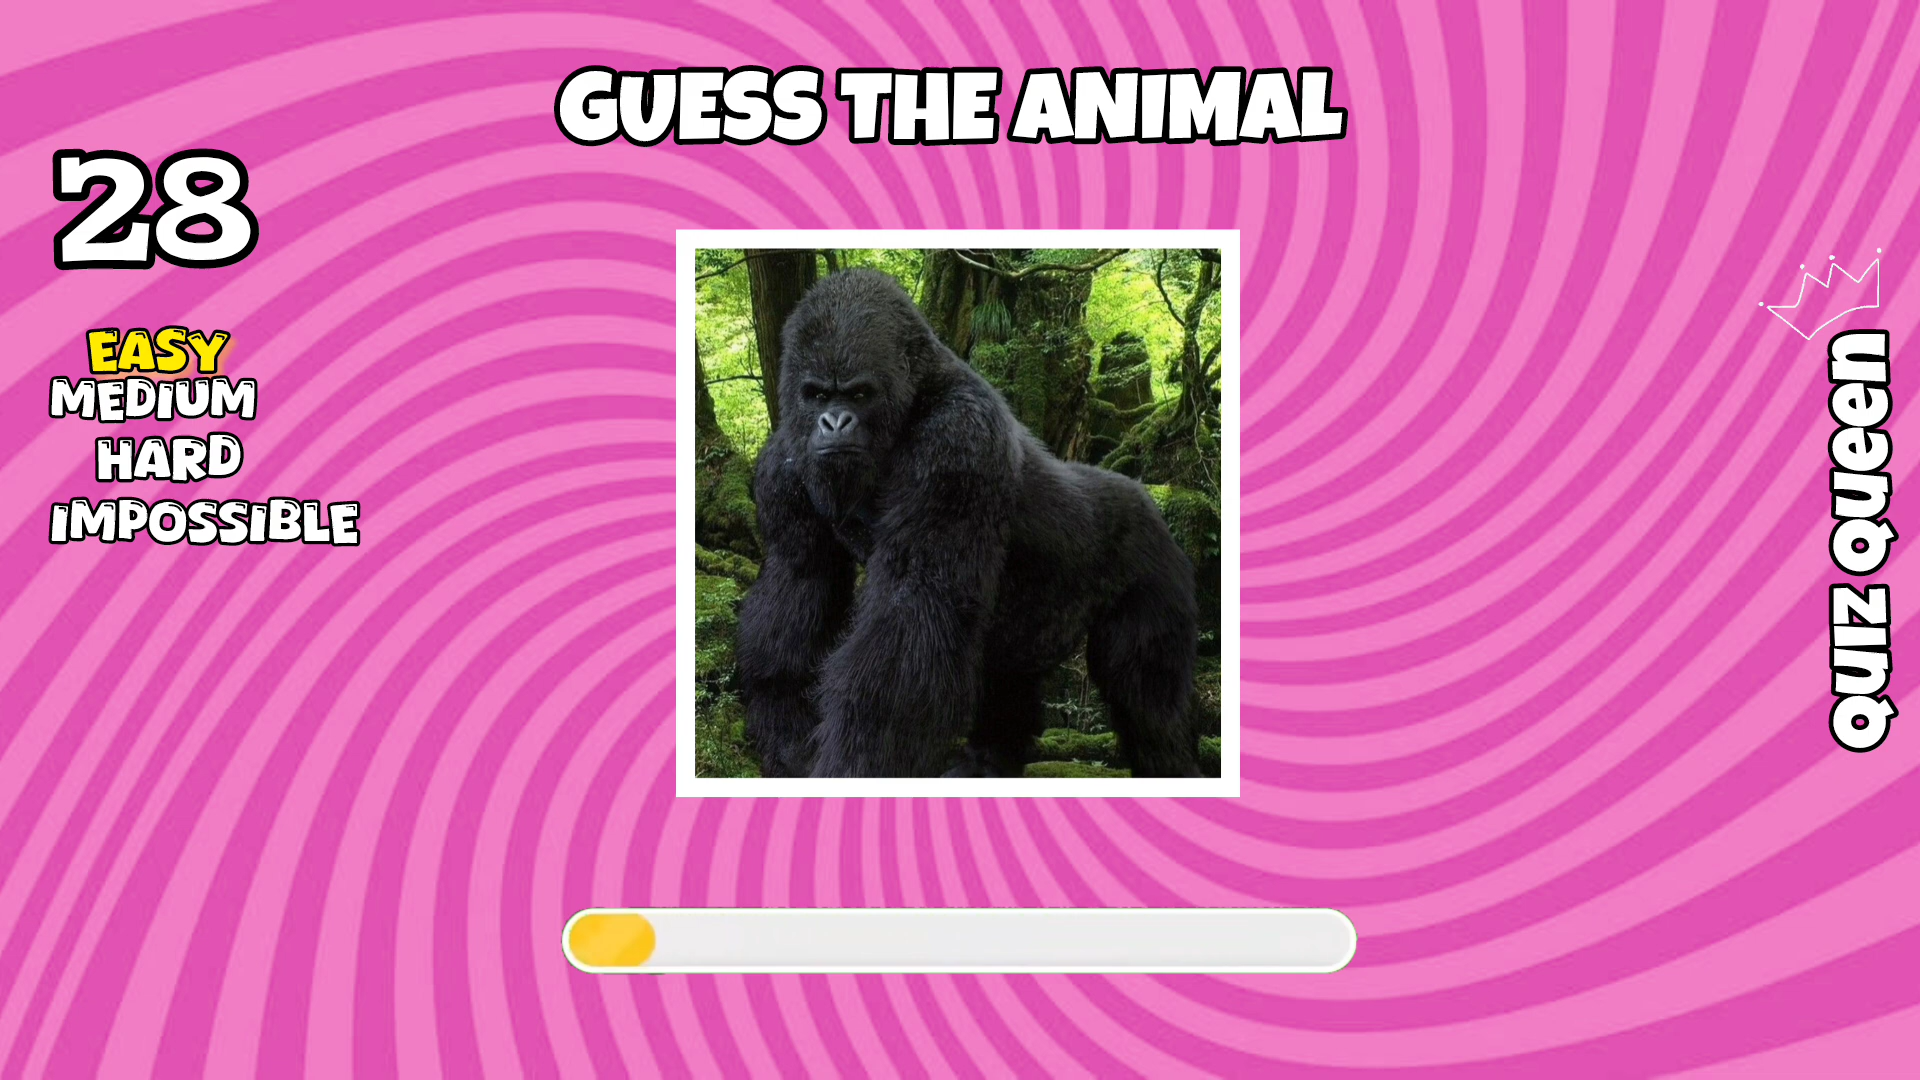 GUESS THE ANIMAL
28
EASY
MEDIUM
HARD
IMPOSSIBLE
Quiz Queen